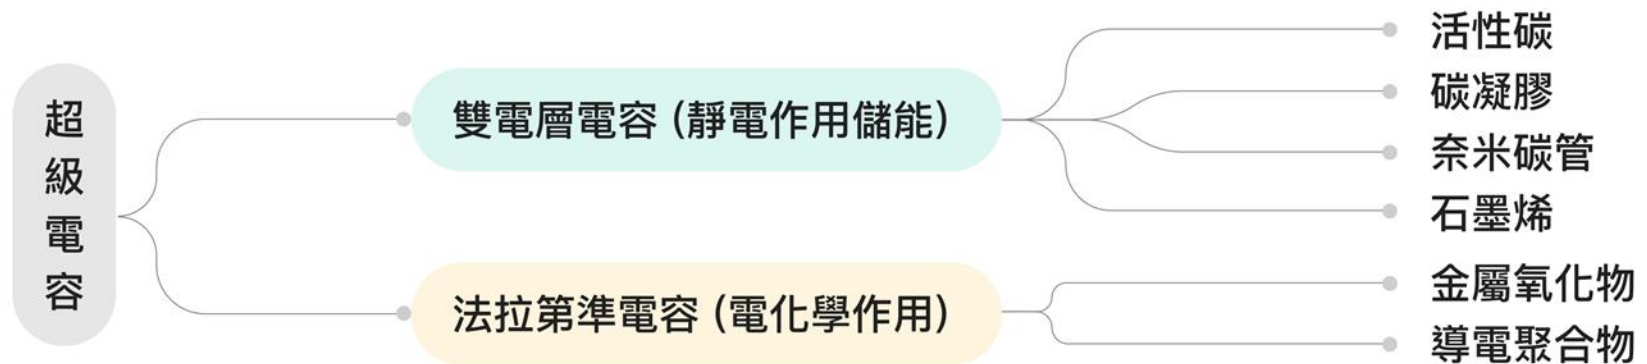 超級電容
雙電層電容（靜電作用儲能）
活性碳
碳凝膠
奈米碳管
石墨烯
法拉第準電容（電化學作用）
金屬氧化物
導電聚合物